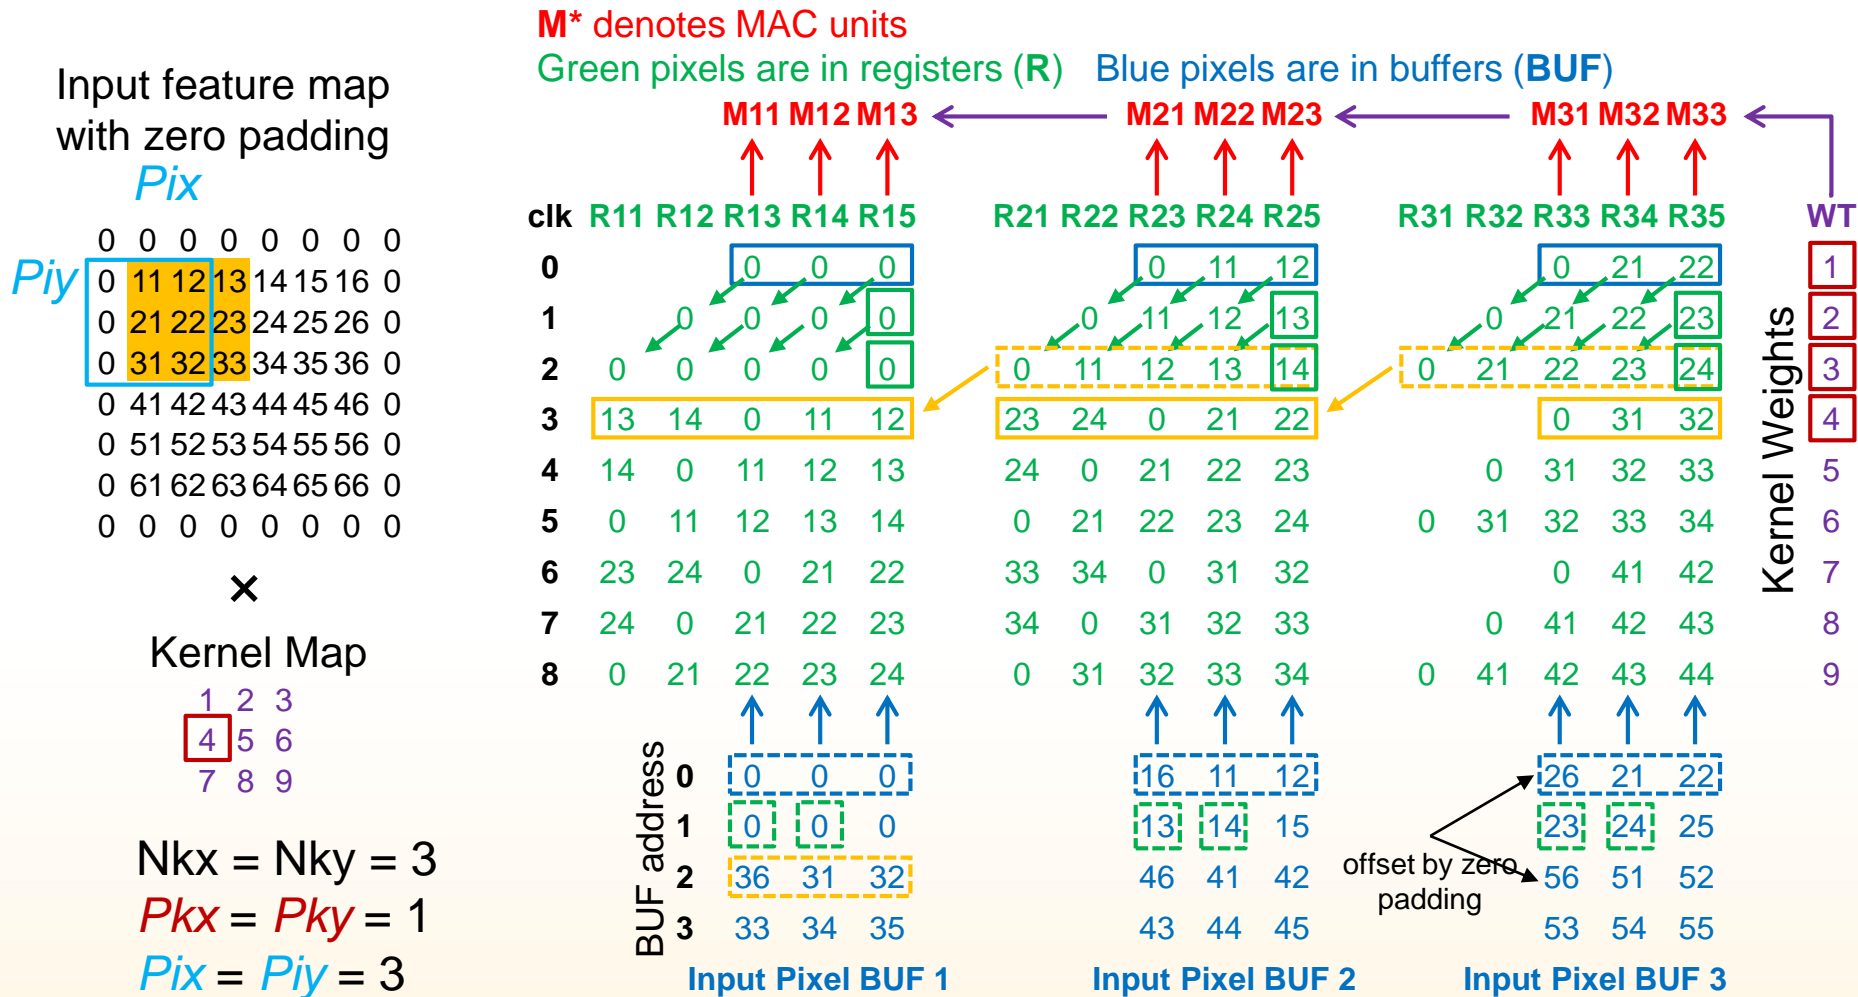 M* denotes MAC units
Green pixels are in registers (R) Blue pixels are in buffers (BUF)
Input feature map
with zero padding
Pix
Piy
0 0 0 0 0 0 0 0
0 11 12 13 14 15 16 0
0 21 22 23 24 25 26 0
0 31 32 33 34 35 36 0
0 41 42 43 44 45 46 0
0 51 52 53 54 55 56 0
0 61 62 63 64 65 66 0
0 0 0 0 0 0 0 0
×
Kernel Map
1 2 3
4 5 6
7 8 9
Nkx = Nky = 3
Pkx = Pky = 1
Pix = Piy = 3
M11 M12 M13 M21 M22 M23 M31 M32 M33
clk R11 R12 R13 R14 R15 R21 R22 R23 R24 R25 R31 R32 R33 R34 R35 WT
0 0 0 0 0 11 12 0 21 22 1
1 0 0 0 0 0 11 12 13 0 21 22 23 2
2 0 0 0 0 0 0 11 12 13 14 0 21 22 23 24 3
3 13 14 0 11 12 23 24 0 21 22 0 31 32 4
4 14 0 11 12 13 24 0 21 22 23 0 31 32 33 5
5 0 11 12 13 14 0 21 22 23 24 0 31 32 33 34 6
6 23 24 0 21 22 33 34 0 31 32 0 41 42 7
7 24 0 21 22 23 34 0 31 32 33 0 41 42 43 8
8 0 21 22 23 24 0 31 32 33 34 0 41 42 43 44 9
Kernel Weights
BUF address
0 0 0 0 16 11 12 26 21 22
1 0 0 0 13 14 15 23 24 25
2 36 31 32 46 41 42 56 51 52
3 33 34 35 43 44 45 53 54 55
offset by zero
padding
Input Pixel BUF 1 Input Pixel BUF 2 Input Pixel BUF 3